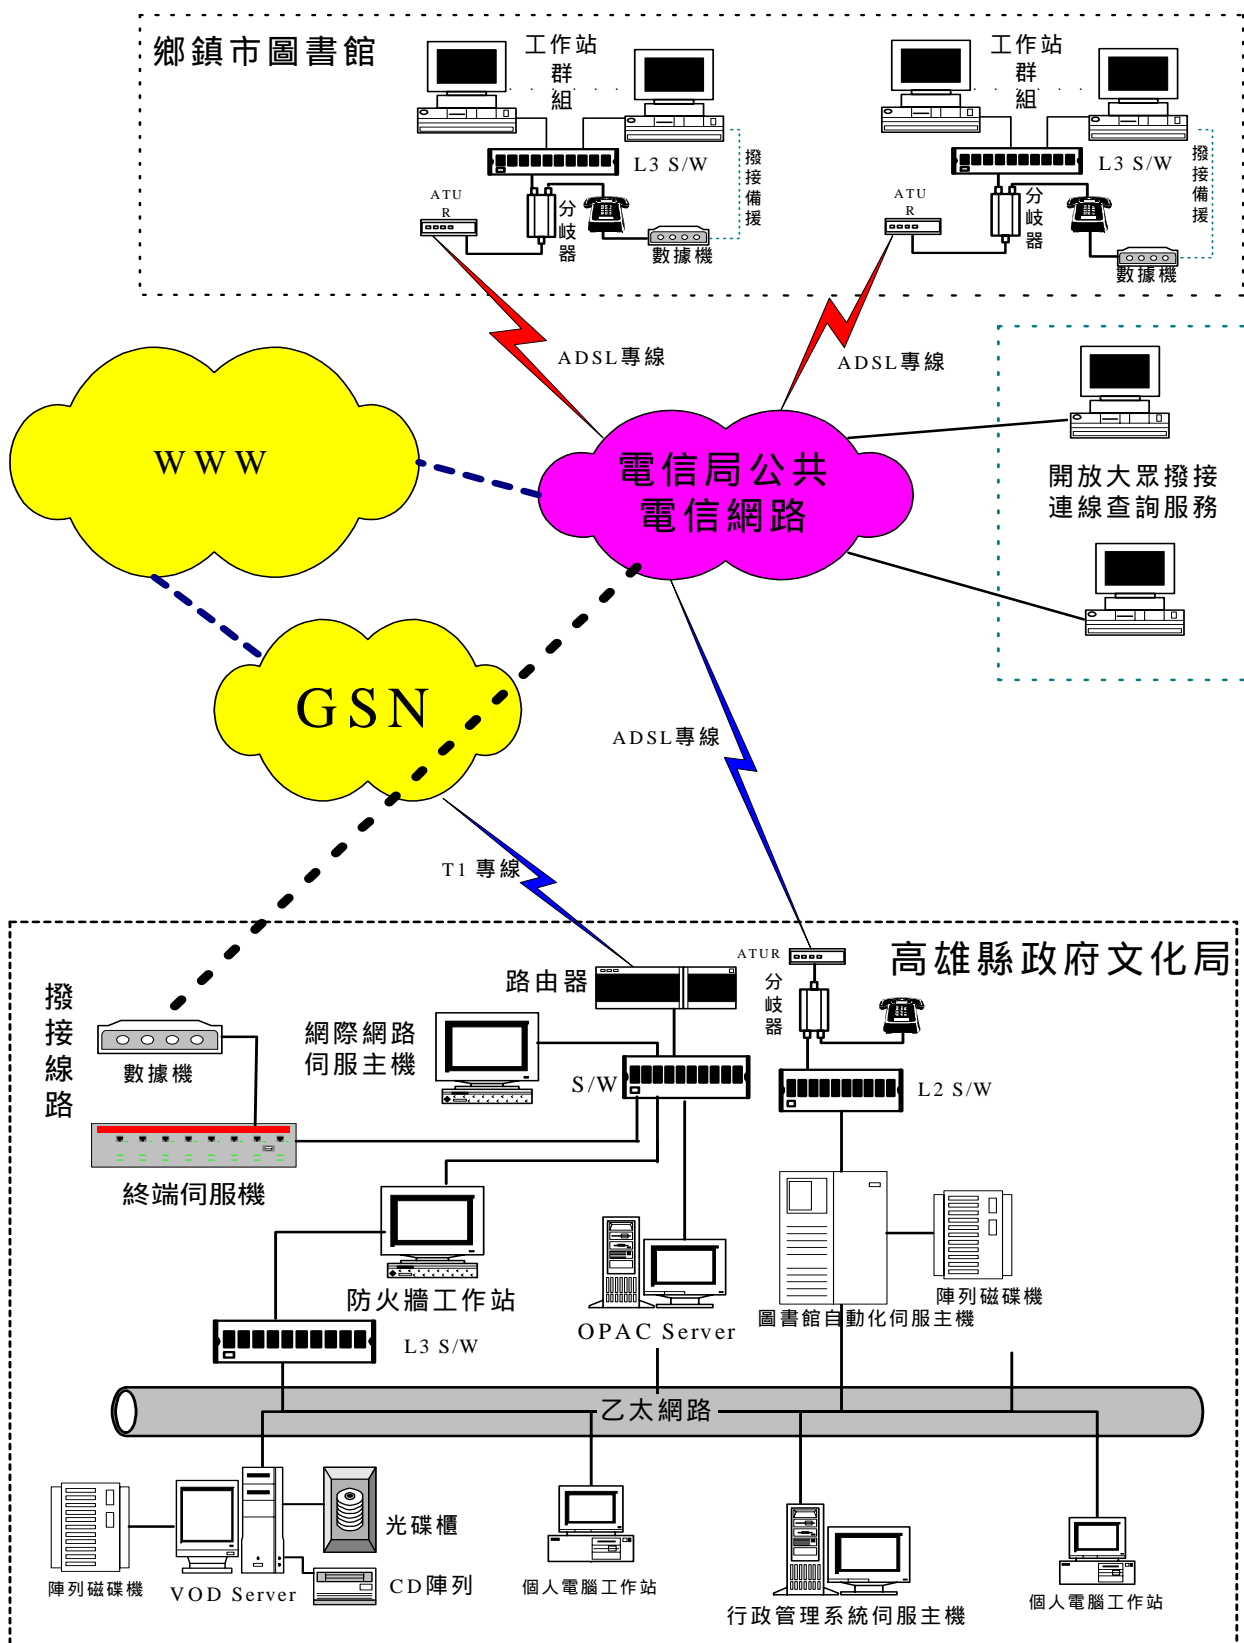 鄉鎮市圖書館
工作站
群
組
L3 S/W
撥接備援
ATU
R
分歧器
數據機
工作站
群
組
L3 S/W
撥接備援
ATU
R
分歧器
數據機
ADSL專線
ADSL專線
WWW
電信局公共
電信網路
開放大眾撥接
連線查詢服務
GSN
ADSL專線
T1 專線
高雄縣政府文化局
ATUR
分歧器
路由器
撥接線路
數據機
網際網路
伺服主機
S/W
L2 S/W
終端伺服機
防火牆工作站
OPAC Server
陣列磁碟機
圖書館自動化伺服主機
L3 S/W
乙太網路
光碟櫃
陣列磁碟機
VOD Server
CD陣列
個人電腦工作站
行政管理系統伺服主機
個人電腦工作站